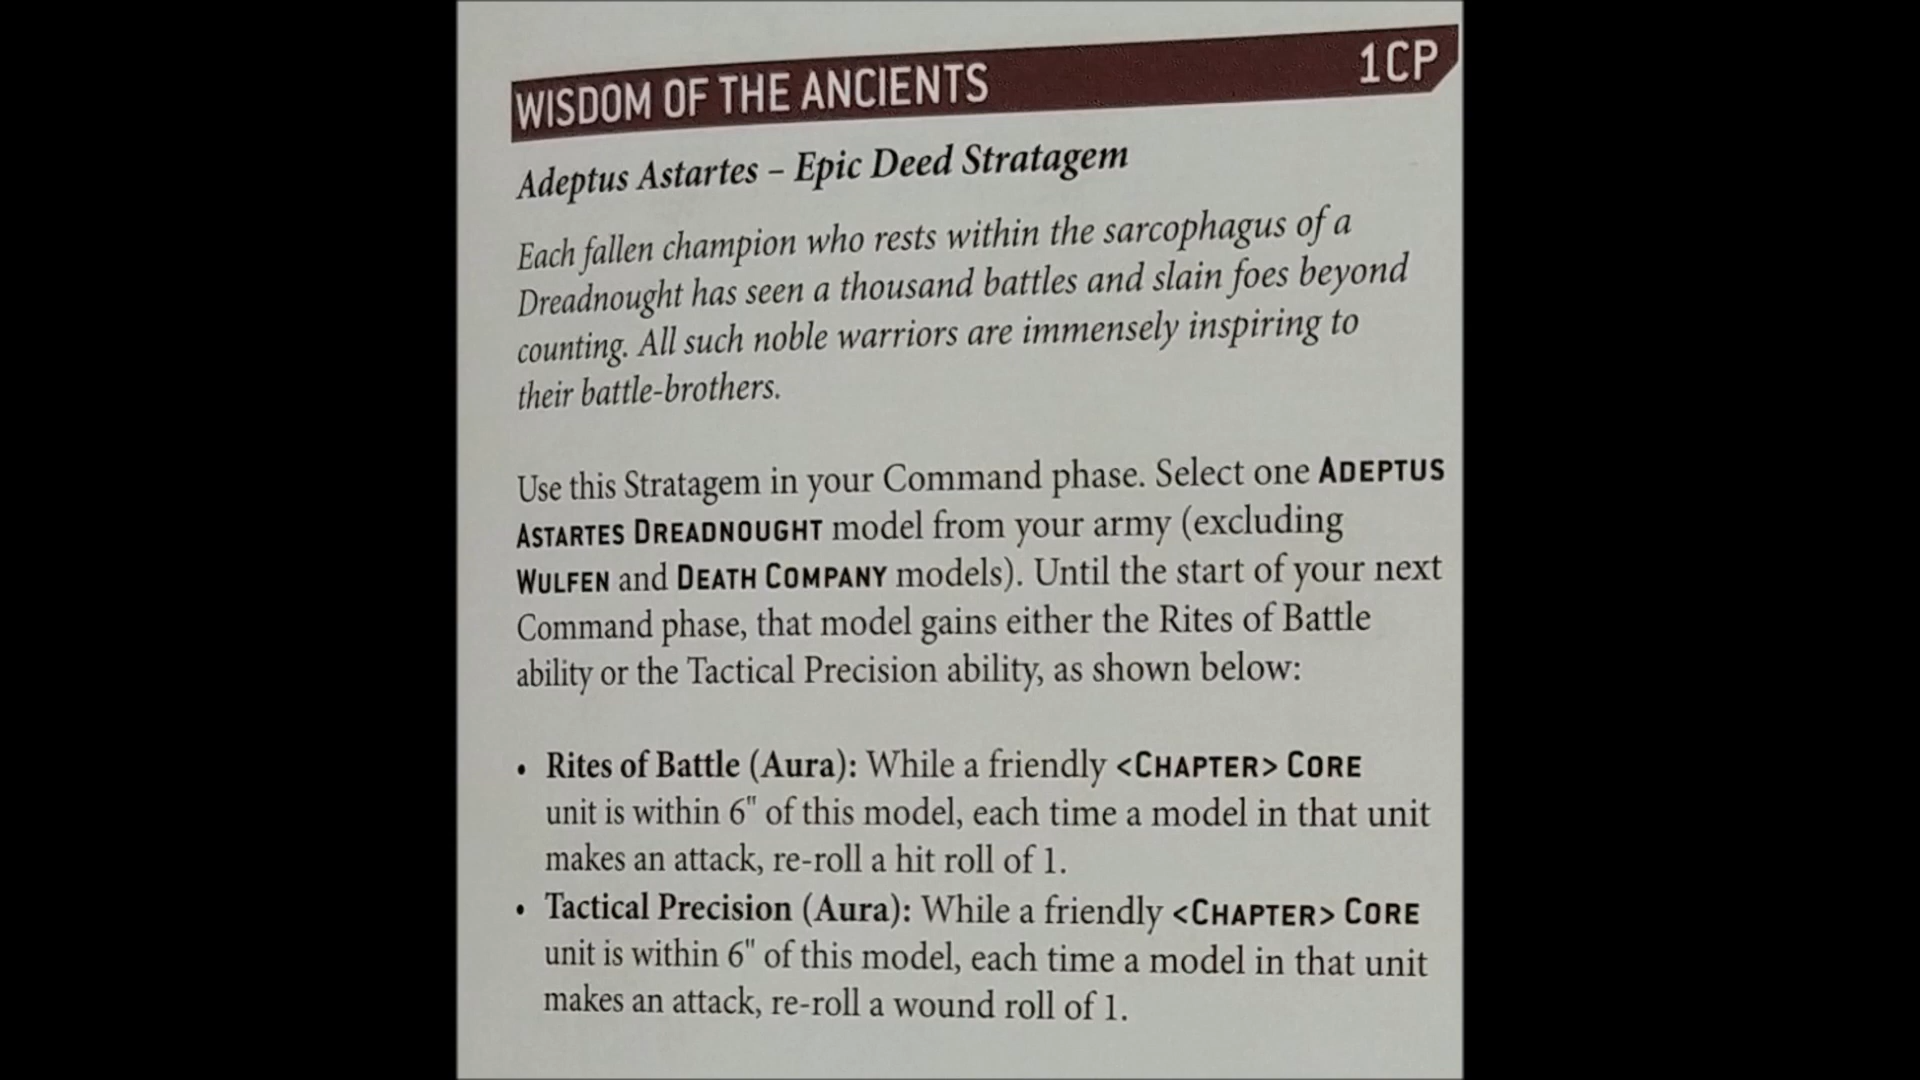 WISDOM OF THE ANCIENTS 1CP
Adeptus Astartes – Epic Deed Stratagem
Each fallen champion who rests within the sarcophagus of a
Dreadnought has seen a thousand battles and slain foes beyond
counting. All such noble warriors are immensely inspiring to
their battle-brothers.
Use this Stratagem in your Command phase. Select one ADEPTUS
ASTARTES DREADNOUGHT model from your army (excluding
WULFEN and DEATH COMPANY models). Until the start of your next
Command phase, that model gains either the Rites of Battle
ability or the Tactical Precision ability, as shown below:
• Rites of Battle (Aura): While a friendly <CHAPTER> CORE
unit is within 6" of this model, each time a model in that unit
makes an attack, re-roll a hit roll of 1.
• Tactical Precision (Aura): While a friendly <CHAPTER> CORE
unit is within 6" of this model, each time a model in that unit
makes an attack, re-roll a wound roll of 1.